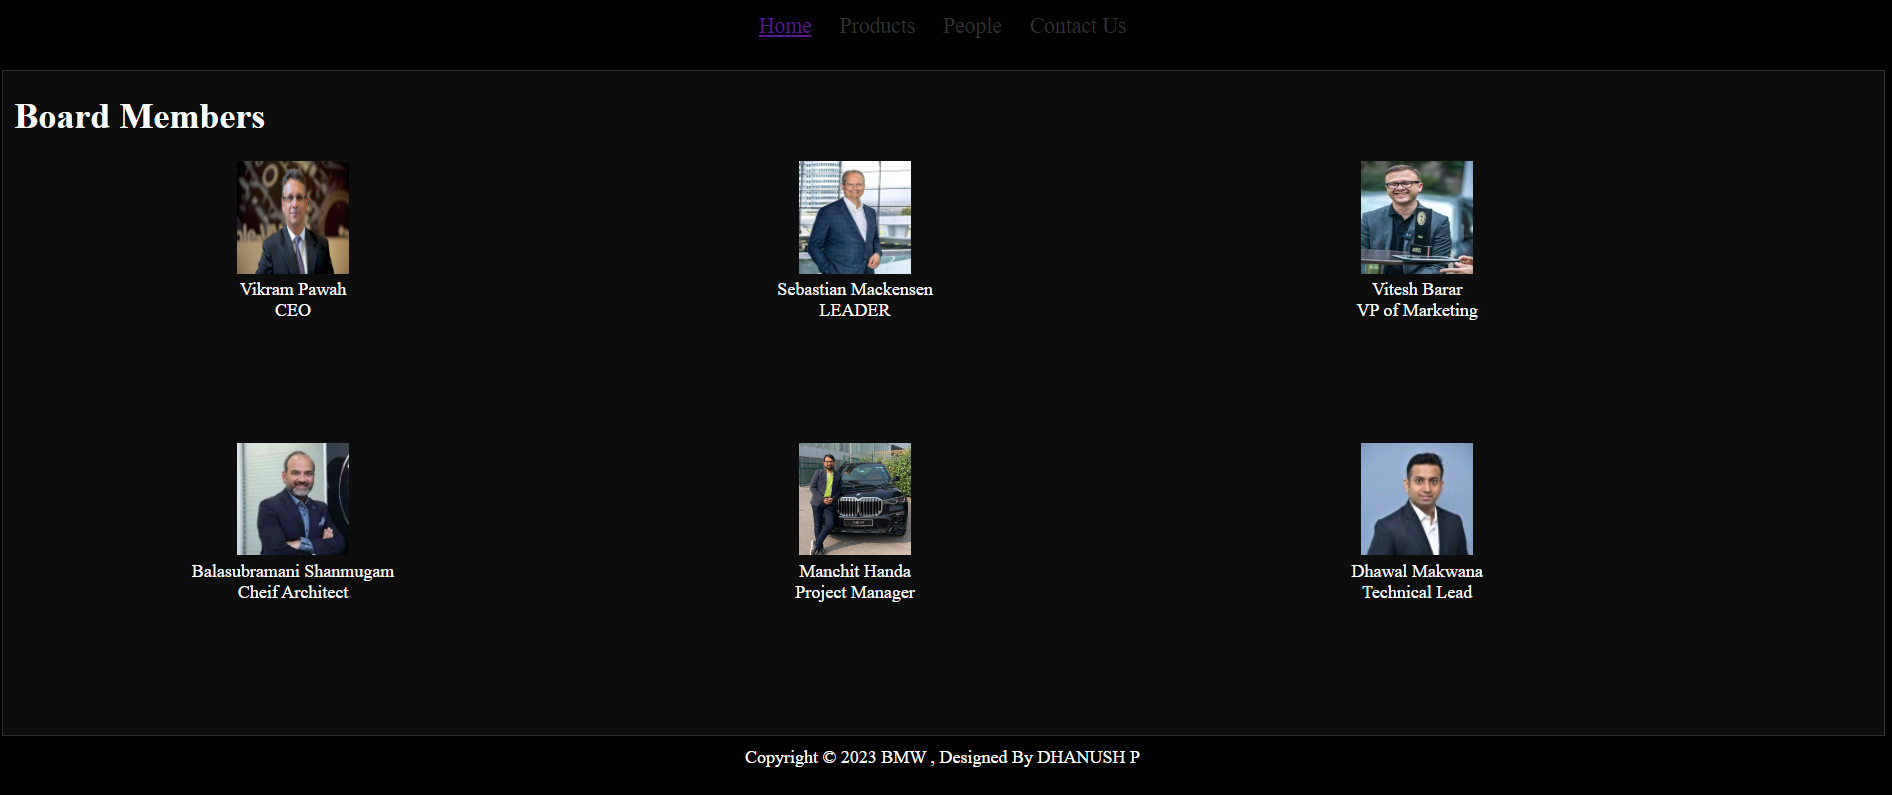 Home Products People Contact Us
Board Members
Vikram Pawah
CEO
Sebastian Mackensen
LEADER
Vitesh Barar
VP of Marketing
Balasubramani Shanmugam
Cheif Architect
Manchit Handa
Project Manager
Dhawal Makwana
Technical Lead
Copyright © 2023 BMW , Designed By DHANUSH P